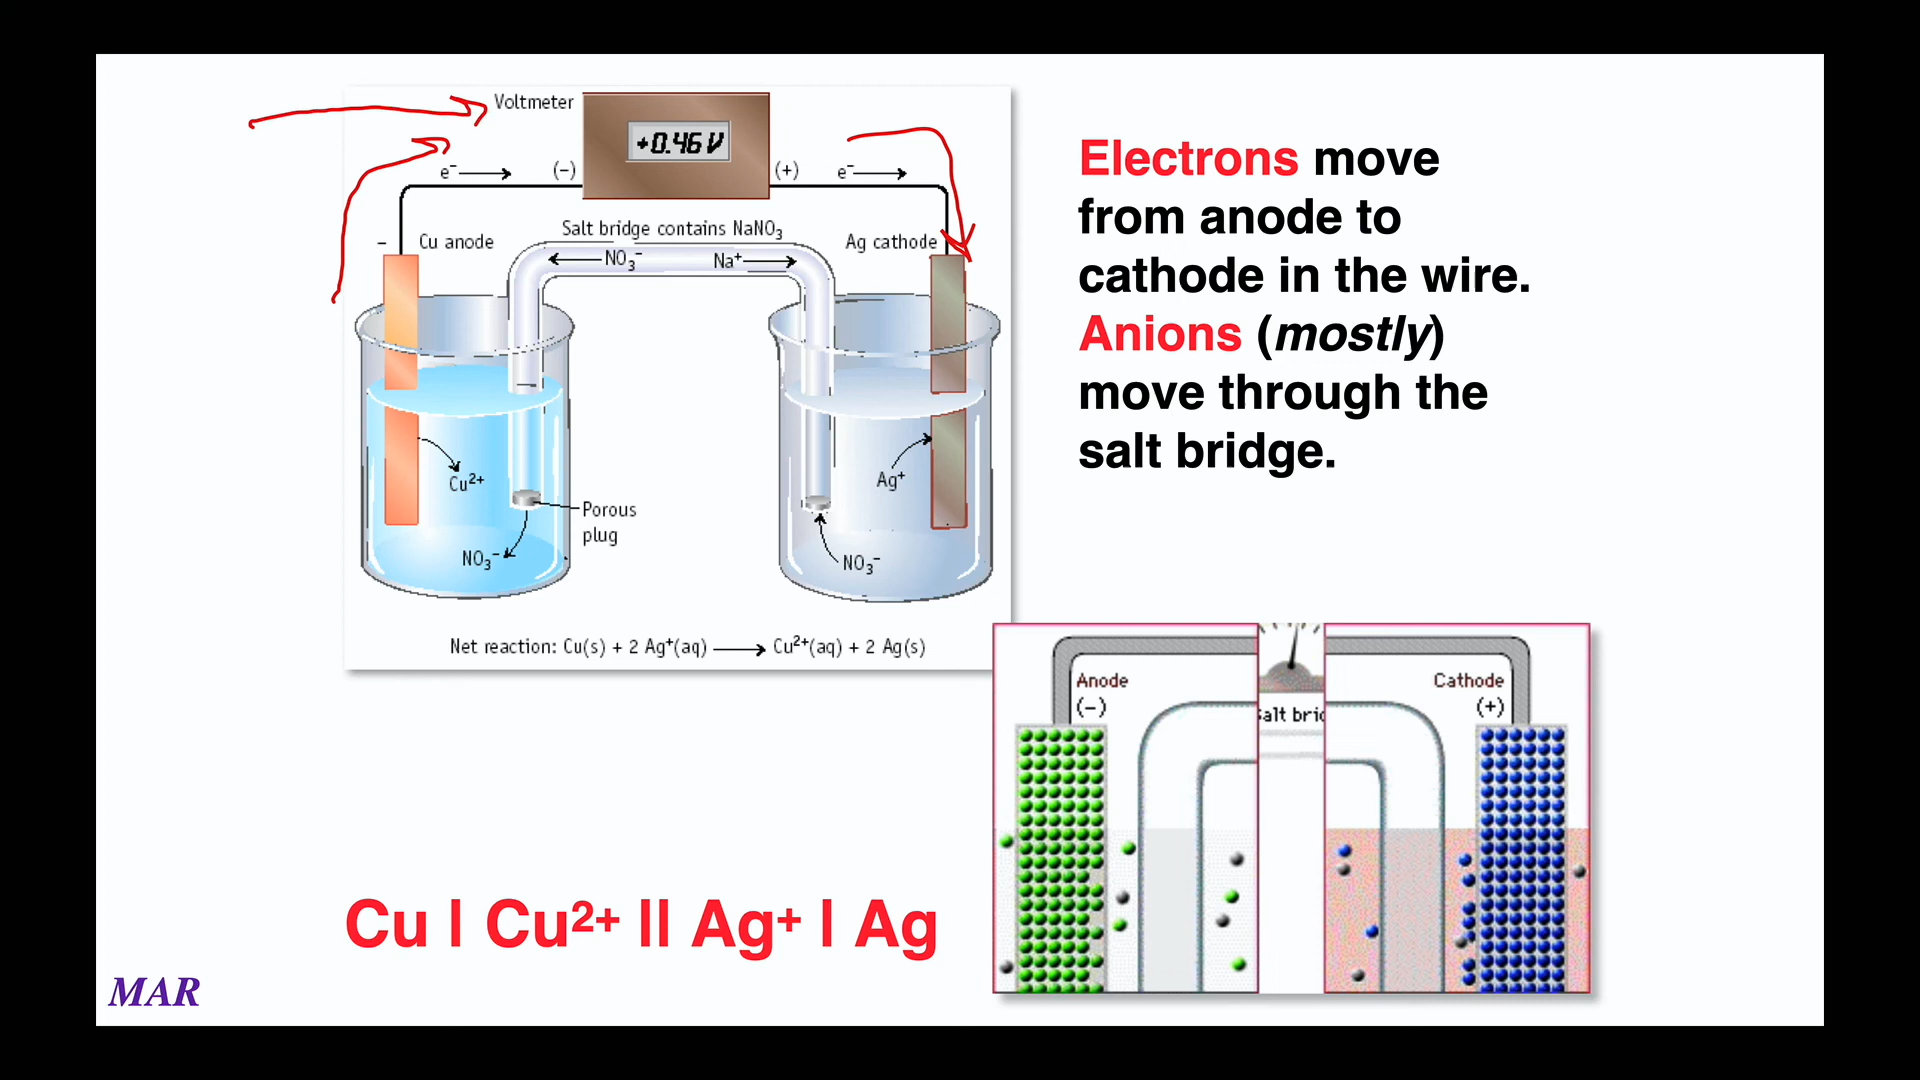 Voltmeter
+0.46 V
e⁻ → (−)
(+) e⁻ →
−
Cu anode
Salt bridge contains NaNO₃
Ag cathode
← NO₃⁻ Na⁺ →
Cu²⁺
Ag⁺
Porous
plug
NO₃⁻
NO₃⁻
Net reaction: Cu(s) + 2 Ag⁺(aq) ⟶ Cu²⁺(aq) + 2 Ag(s)
Electrons move
from anode to
cathode in the wire.
Anions (mostly)
move through the
salt bridge.
Anode
(−)
Cathode
(+)
Cu | Cu²⁺ || Ag⁺ | Ag
MAR